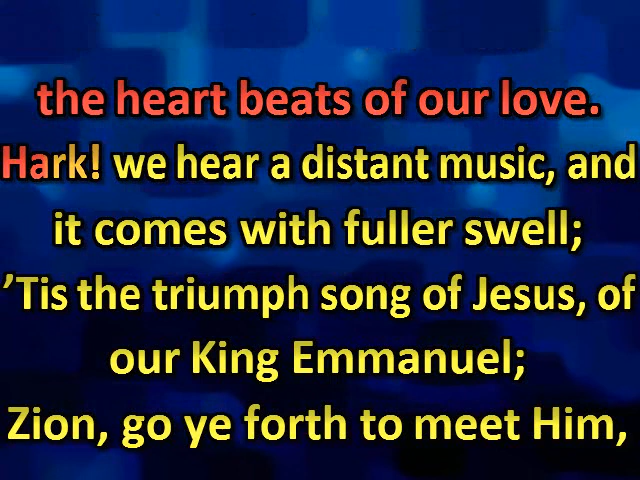 the heart beats of our love.
Hark! we hear a distant music, and
it comes with fuller swell;
’Tis the triumph song of Jesus, of
our King Emmanuel;
Zion, go ye forth to meet Him,